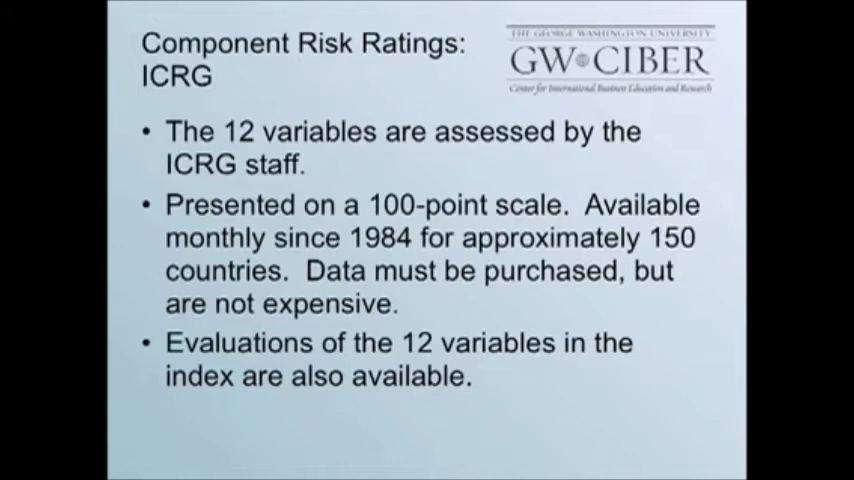 Component Risk Ratings:
ICRG
THE GEORGE WASHINGTON UNIVERSITY
GW CIBER
Center for International Business Education and Research
• The 12 variables are assessed by the
ICRG staff.
• Presented on a 100-point scale.  Available
monthly since 1984 for approximately 150
countries.  Data must be purchased, but
are not expensive.
• Evaluations of the 12 variables in the
index are also available.